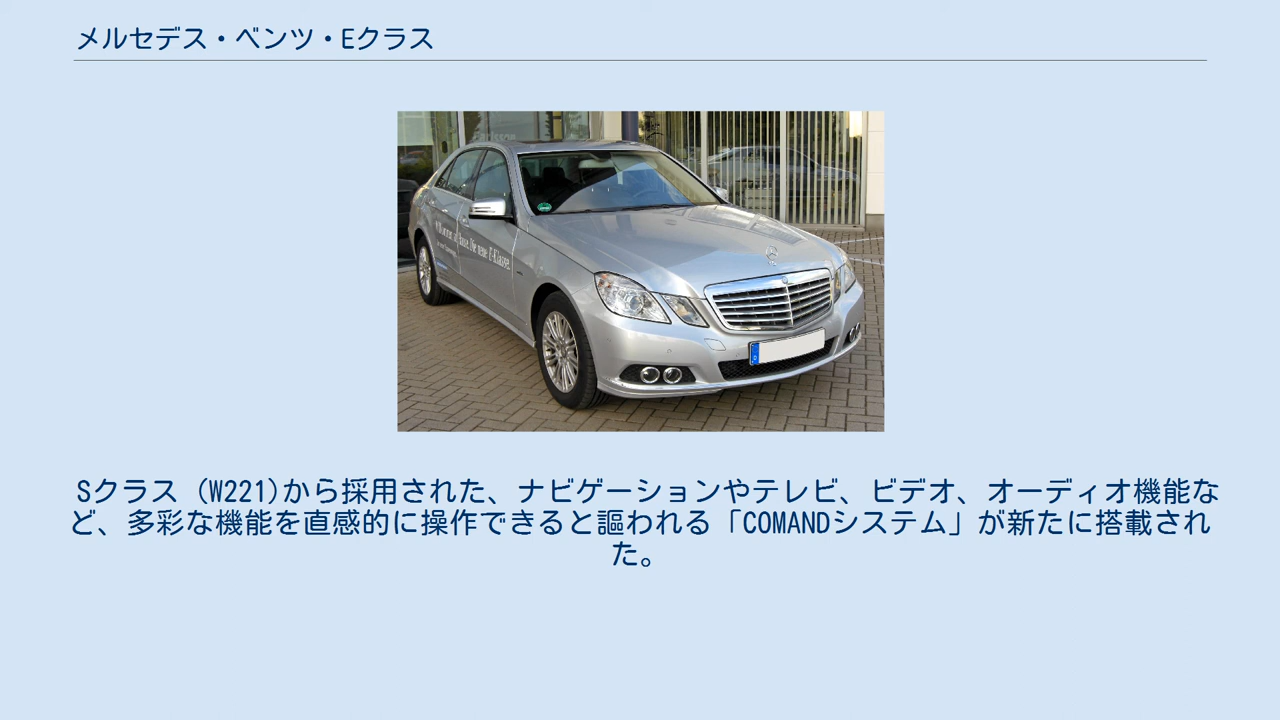 メルセデス・ベンツ・Eクラス
Carlsson
Die neue E-Klasse.
Sクラス (W221)から採用された、ナビゲーションやテレビ、ビデオ、オーディオ機能な
ど、多彩な機能を直感的に操作できると謳われる「COMANDシステム」が新たに搭載され
た。